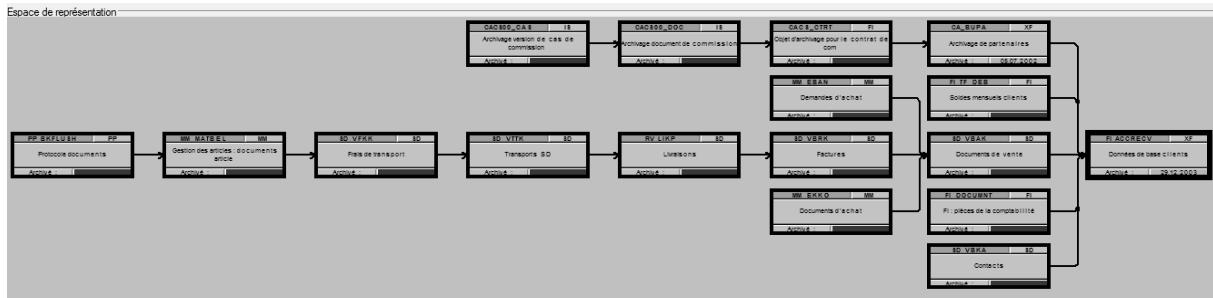 Espace de représentation
CACS00_CAS IS
Archivage version de cas de
commission
Archivé :
CACS00_DOC IS
Archivage document de commission
Archivé :
CACS_CTRT FI
Objet d'archivage pour le contrat de
com
Archivé :
CA_BUPA XF
Archivage de partenaires
Archivé : 05.07.2002
MM_EBAN MM
Demandes d'achat
Archivé :
FI_TF_DEB FI
Soldes mensuels clients
Archivé :
PP_BKFLUSH PP
Protocole documents
Archivé :
MM_MATBEL MM
Gestion des articles : documents
article
Archivé :
SD_VFKK SD
Frais de transport
Archivé :
SD_VTTK SD
Transports SD
Archivé :
RV_LIKP SD
Livraisons
Archivé :
SD_VBRK SD
Factures
Archivé :
SD_VBAK SD
Documents de vente
Archivé :
FI_ACCRECV XF
Données de base clients
Archivé : 29.12.2003
MM_EKKO MM
Documents d'achat
Archivé :
FI_DOCUMNT FI
FI : pièces de la comptabilité
Archivé :
SD_VBKA SD
Contacts
Archivé :